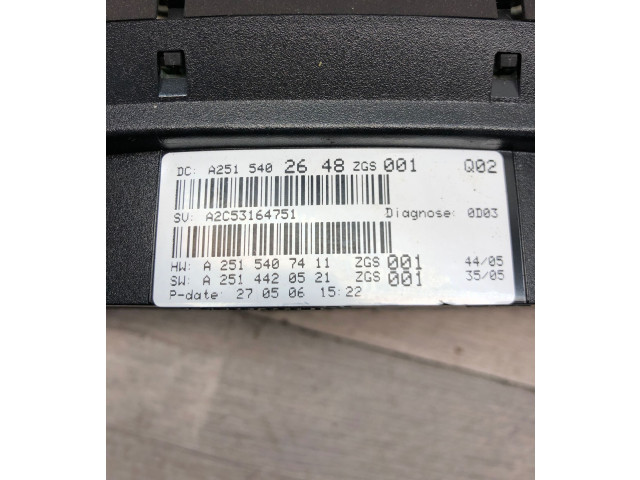 DC: A251 540 26 48 ZGS 001 Q02
SV: A2C53164751 Diagnose: 0D03
HW: A 251 540 74 11 ZGS 001 44/05
SW: A 251 442 05 21 ZGS 001 35/05
P-date: 27 05 06 15:22